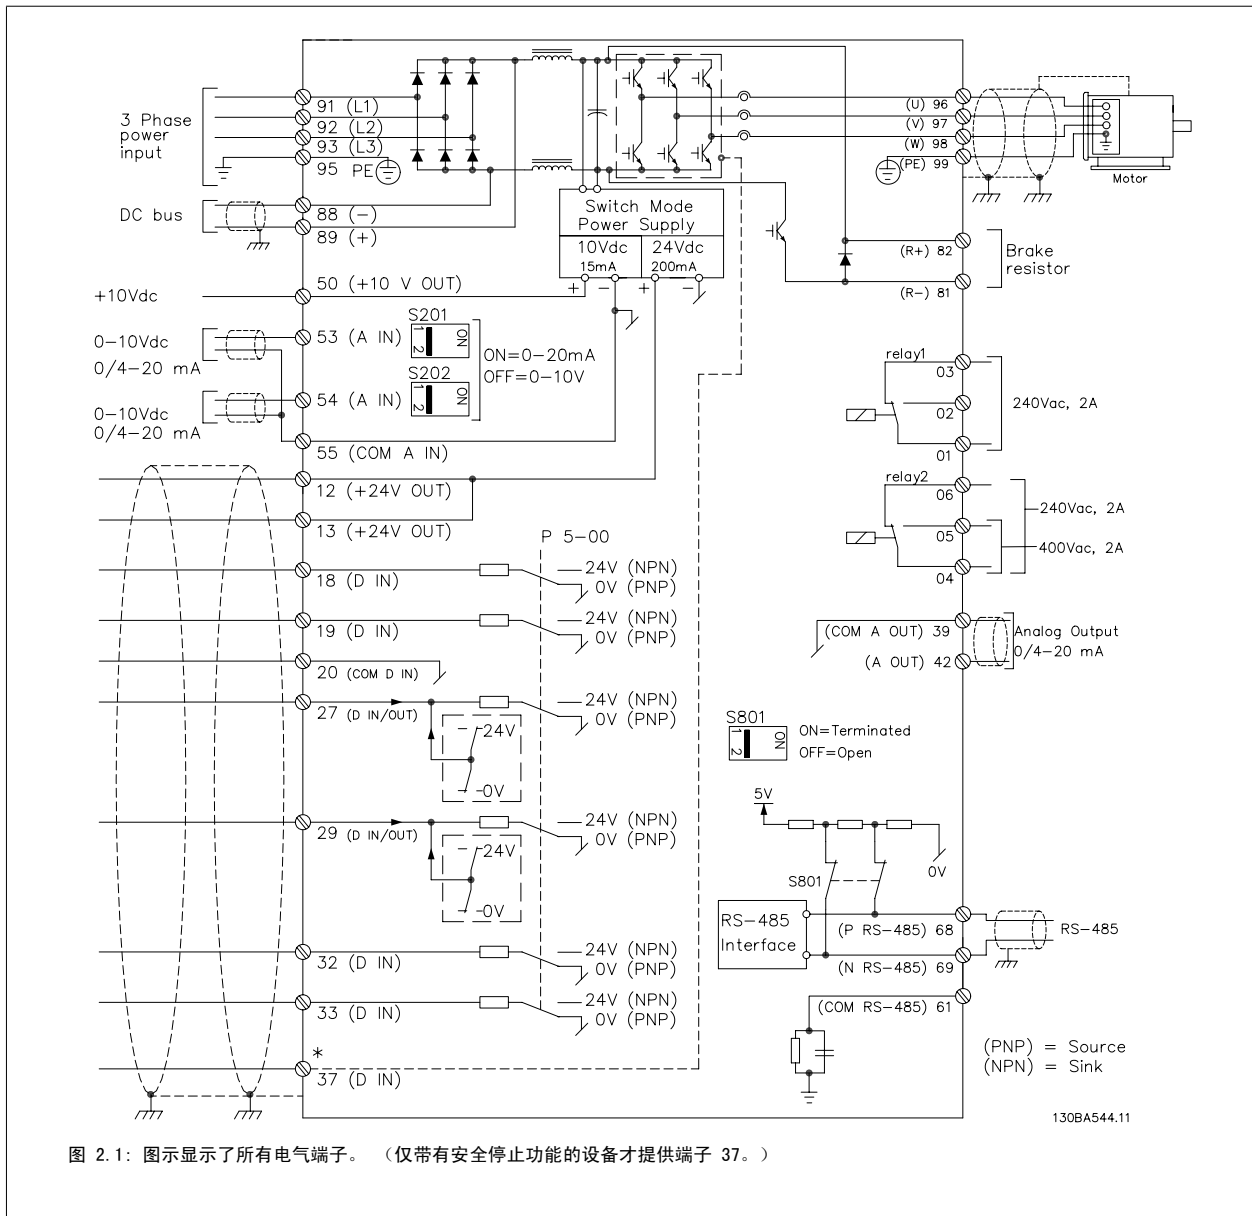 3 Phase
power
input
91 (L1)
92 (L2)
93 (L3)
95 PE
DC bus
88 (-)
89 (+)
+10Vdc
50 (+10 V OUT)
0-10Vdc
0/4-20 mA
53 (A IN)
S201
1 2
ON
ON=0-20mA
OFF=0-10V
S202
1 2
ON
0-10Vdc
0/4-20 mA
54 (A IN)
55 (COM A IN)
12 (+24V OUT)
13 (+24V OUT)
P 5-00
18 (D IN)
24V (NPN)
0V (PNP)
19 (D IN)
24V (NPN)
0V (PNP)
20 (COM D IN)
27 (D IN/OUT)
24V (NPN)
0V (PNP)
24V
0V
29 (D IN/OUT)
24V (NPN)
0V (PNP)
24V
0V
32 (D IN)
24V (NPN)
0V (PNP)
33 (D IN)
24V (NPN)
0V (PNP)
*
37 (D IN)
Switch Mode
Power Supply
10Vdc
15mA
24Vdc
200mA
+ - + -
(U) 96
(V) 97
(W) 98
(PE) 99
Motor
(R+) 82
(R-) 81
Brake
resistor
relay1
03
02
01
240Vac, 2A
relay2
06
05
04
240Vac, 2A
400Vac, 2A
(COM A OUT) 39
(A OUT) 42
Analog Output
0/4-20 mA
S801
1 2
ON
ON=Terminated
OFF=Open
5V
0V
S801
RS-485
Interface
(P RS-485) 68
(N RS-485) 69
(COM RS-485) 61
RS-485
(PNP) = Source
(NPN) = Sink
130BA544.11
图 2.1: 图示显示了所有电气端子。 （仅带有安全停止功能的设备才提供端子 37。）